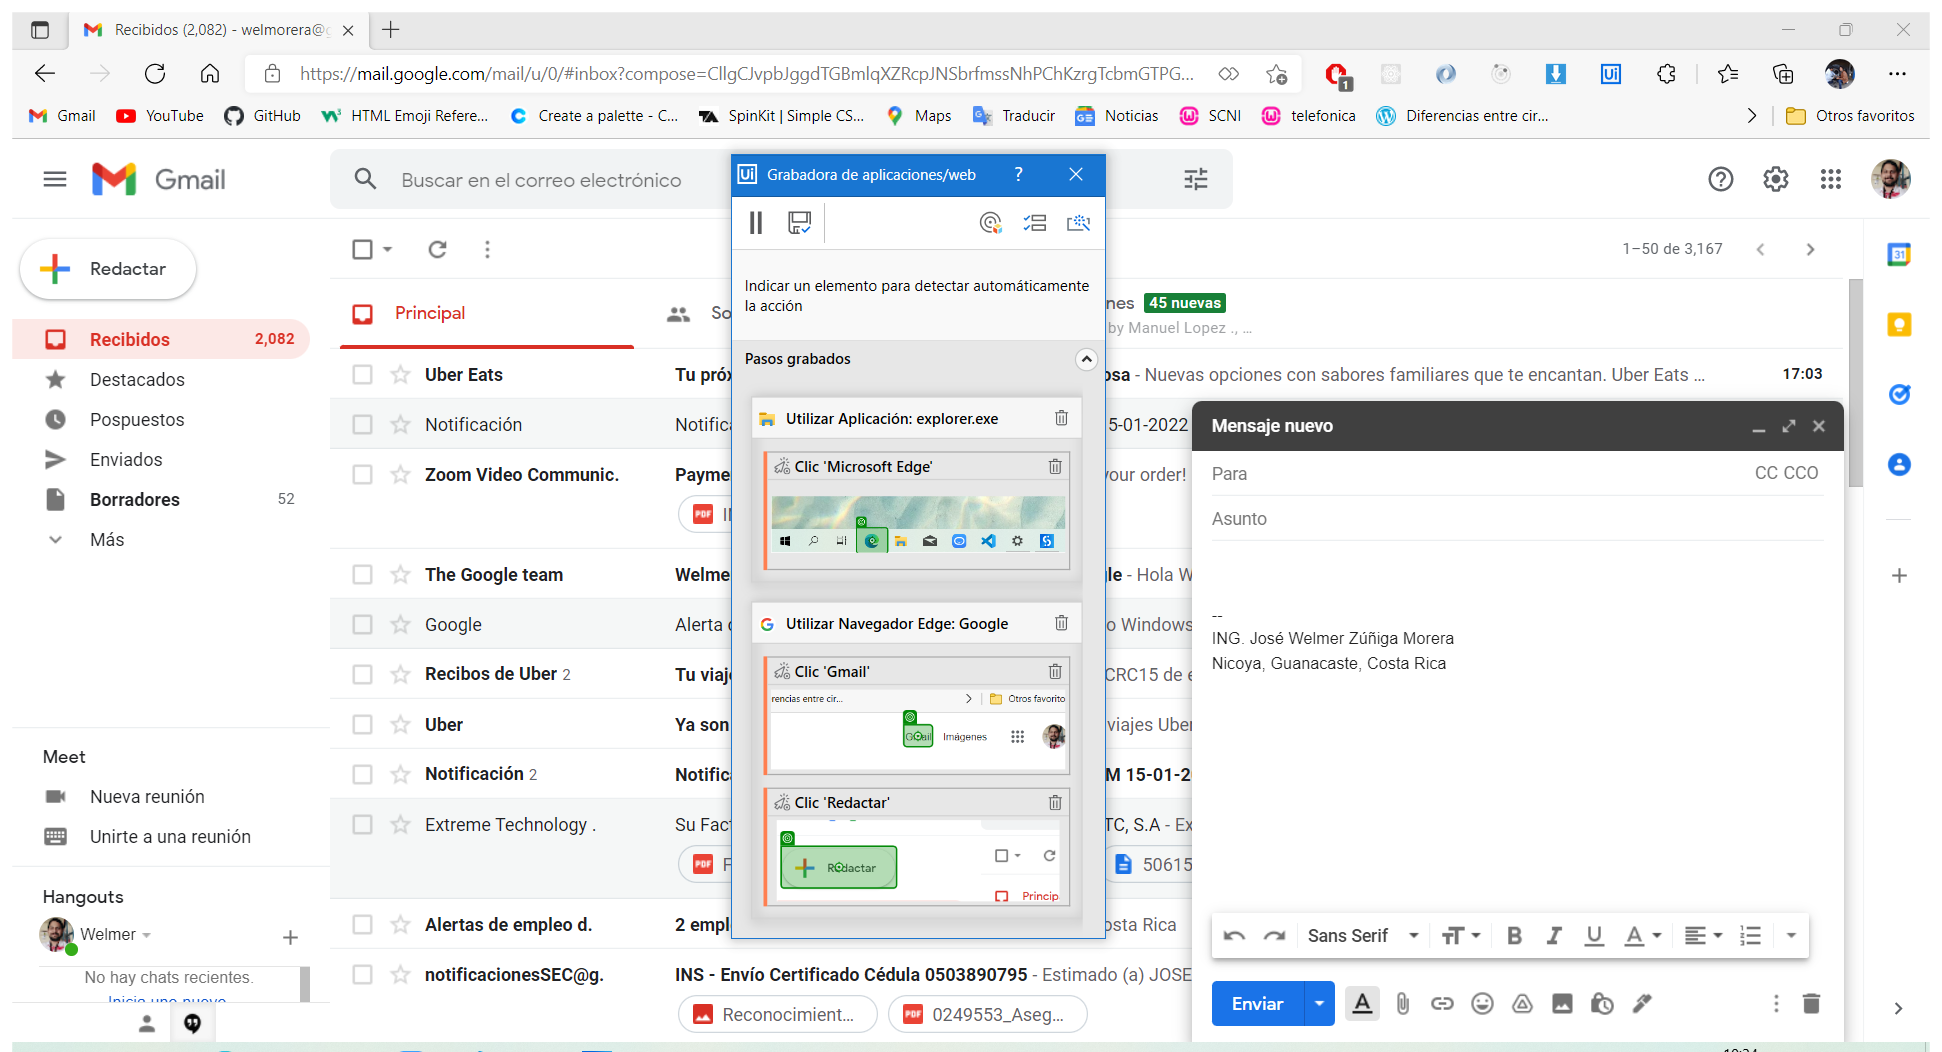 Recibidos (2,082) - welmorera@g
https://mail.google.com/mail/u/0/#inbox?compose=CllgCJvpbJggdTGBmlqXZRcpJNSbrfmssNhPChKzrgTcbmGTPG...
1
Gmail YouTube GitHub HTML Emoji Refere... Create a palette - C... SpinKit | Simple CS... Maps Traducir Noticias SCNI telefonica Diferencias entre cir... Otros favoritos
Gmail
Buscar en el correo electrónico
Redactar
Recibidos 2,082
Destacados
Pospuestos
Enviados
Borradores 52
Más
Meet
Nueva reunión
Unirte a una reunión
Hangouts
Welmer
No hay chats recientes.
Inicia uno nuevo
1–50 de 3,167
Principal
So
nes 45 nuevas
by Manuel Lopez ., ...
Uber Eats Tu próx osa - Nuevas opciones con sabores familiares que te encantan. Uber Eats ... 17:03
Notificación Notific 5-01-2022
Zoom Video Communic. Payme your order!
PDF
The Google team Welme le - Hola W
Google Alerta o Windows
Recibos de Uber 2 Tu viaj CRC15 de e
Uber Ya son viajes Uber
Notificación 2 Notific M 15-01-2
Extreme Technology . Su Fac TC, S.A - Ex
PDF F 50615
Alertas de empleo d. 2 empl osta Rica
notificacionesSEC@g. INS - Envío Certificado Cédula 0503890795 - Estimado (a) JOSE
Reconocimient... PDF 0249553_Aseg...
Ui Grabadora de aplicaciones/web ?
Indicar un elemento para detectar automáticamente
la acción
Pasos grabados
Utilizar Aplicación: explorer.exe
Clic 'Microsoft Edge'
Utilizar Navegador Edge: Google
Clic 'Gmail'
rencias entre cir... Otros favorito
Gmail Imágenes
Clic 'Redactar'
Redactar
Princip
Mensaje nuevo
Para CC CCO
Asunto
--
ING. José Welmer Zúñiga Morera
Nicoya, Guanacaste, Costa Rica
Sans Serif
Enviar
31